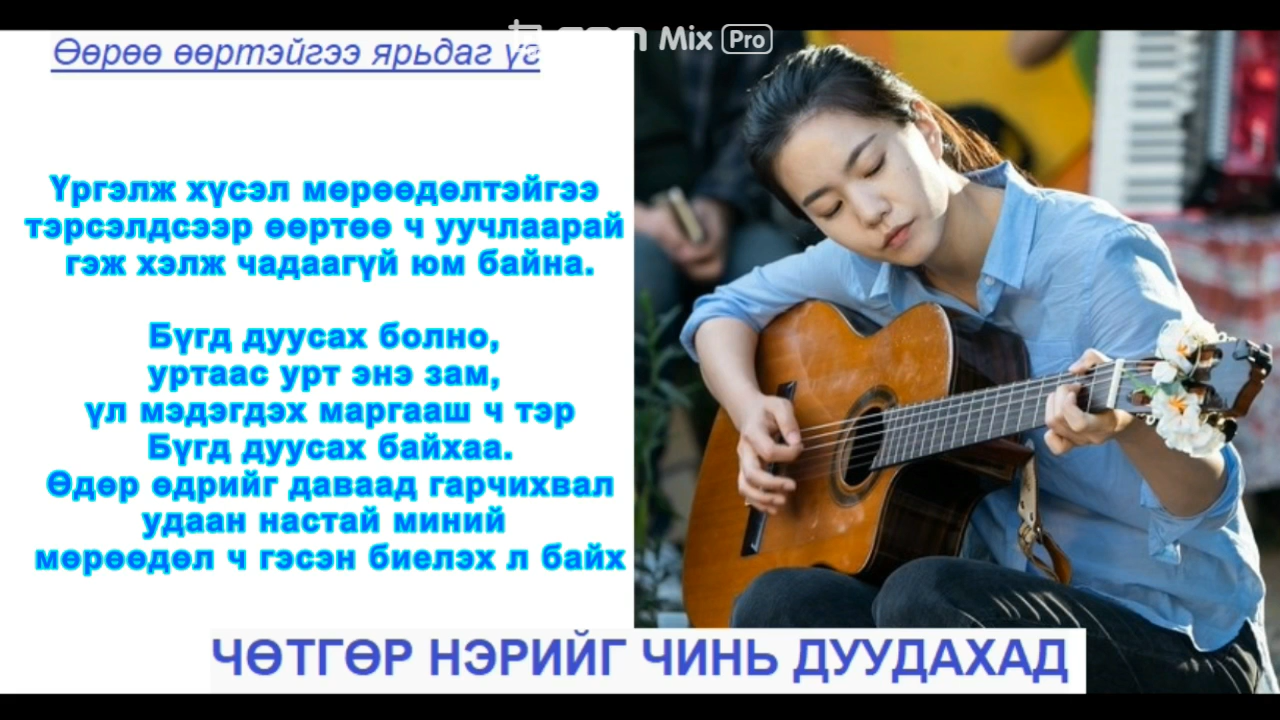 Mix Pro
Өөрөө өөртэйгээ ярьдаг үг
Үргэлж хүсэл мөрөөдөлтэйгээ
тэрсэлдсээр өөртөө ч уучлаарай
гэж хэлж чадаагүй юм байна.
Бүгд дуусах болно,
уртаас урт энэ зам,
үл мэдэгдэх маргааш ч тэр
Бүгд дуусах байхаа.
Өдөр өдрийг даваад гарчихвал
удаан настай миний
мөрөөдөл ч гэсэн биелэх л байх
ЧӨТГӨР НЭРИЙГ ЧИНЬ ДУУДАХАД